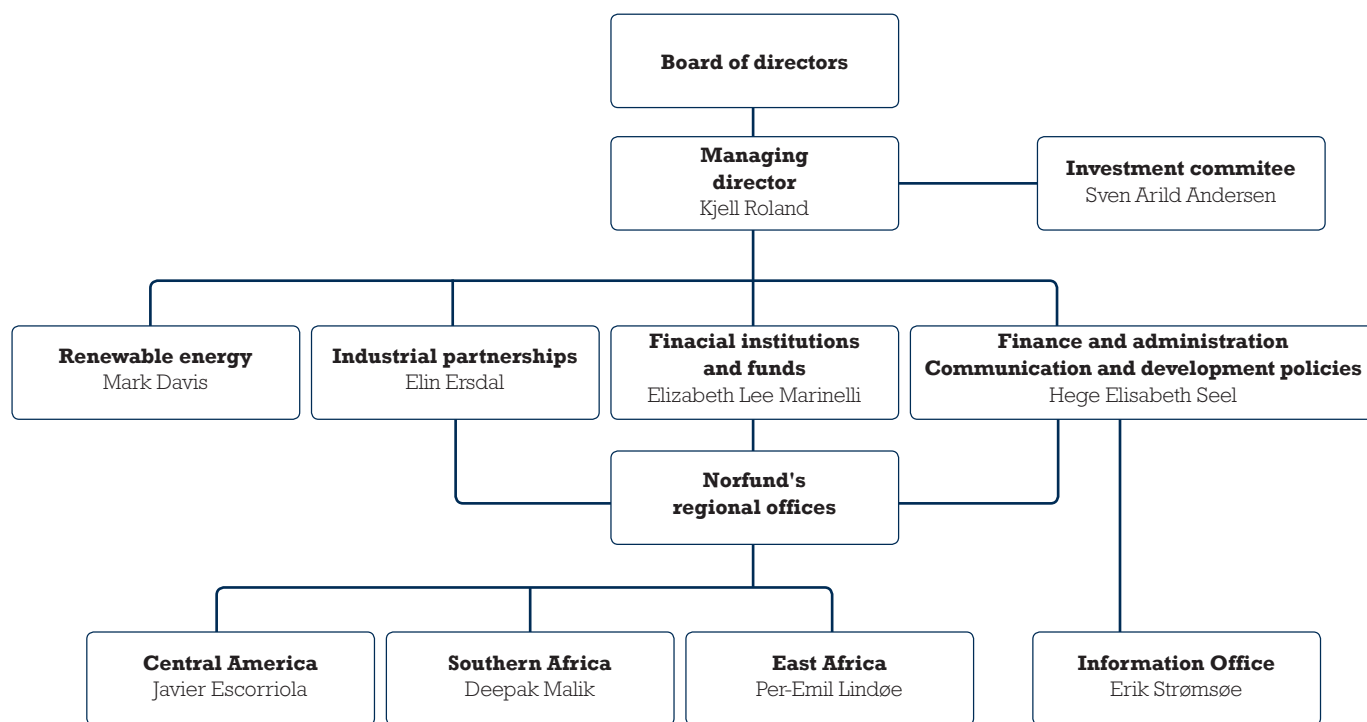 Board of directors
Managing
director
Kjell Roland
Investment commitee
Sven Arild Andersen
Renewable energy
Mark Davis
Industrial partnerships
Elin Ersdal
Finacial institutions
and funds
Elizabeth Lee Marinelli
Finance and administration
Communication and development policies
Hege Elisabeth Seel
Norfund's
regional offices
Central America
Javier Escorriola
Southern Africa
Deepak Malik
East Africa
Per-Emil Lindøe
Information Office
Erik Strømsøe